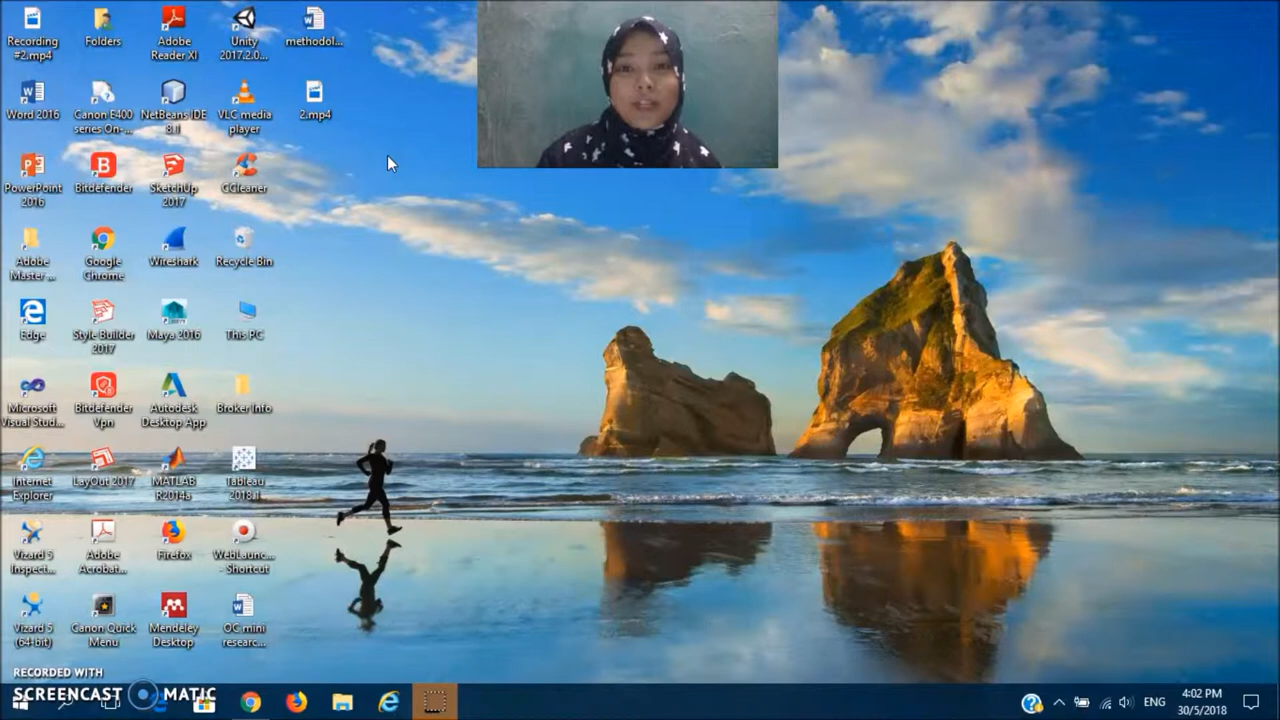 Recording
#2.mp4
Folders
Adobe
Reader XI
Unity
2017.2.0...
methodol...
Word 2016
Canon E400
series On-...
NetBeans IDE
8.1
VLC media
player
2.mp4
PowerPoint
2016
Bitdefender
SketchUp
2017
CCleaner
Adobe
Master ...
Google
Chrome
Wireshark
Recycle Bin
Edge
Style Builder
2017
Maya 2016
This PC
Microsoft
Visual Stud...
Bitdefender
Vpn
Autodesk
Desktop App
Broker Info
Internet
Explorer
LayOut 2017
MATLAB
R2014a
Tableau
2018.1
Vizard 5
Inspect...
Adobe
Acrobat...
Firefox
WebLaunc...
- Shortcut
Vizard 5
(64-bit)
Canon Quick
Menu
Mendeley
Desktop
OC mini
researc...
RECORDED WITH
SCREENCAST MATIC
ENG
4:02 PM
30/5/2018